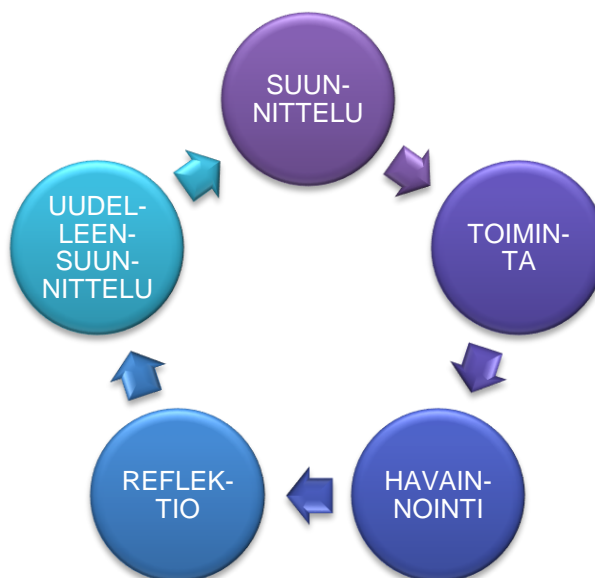 SUUN-
NITTELU
TOIMIN-
TA
HAVAIN-
NOINTI
REFLEK-
TIO
UUDEL-
LEEN-
SUUN-
NITTELU